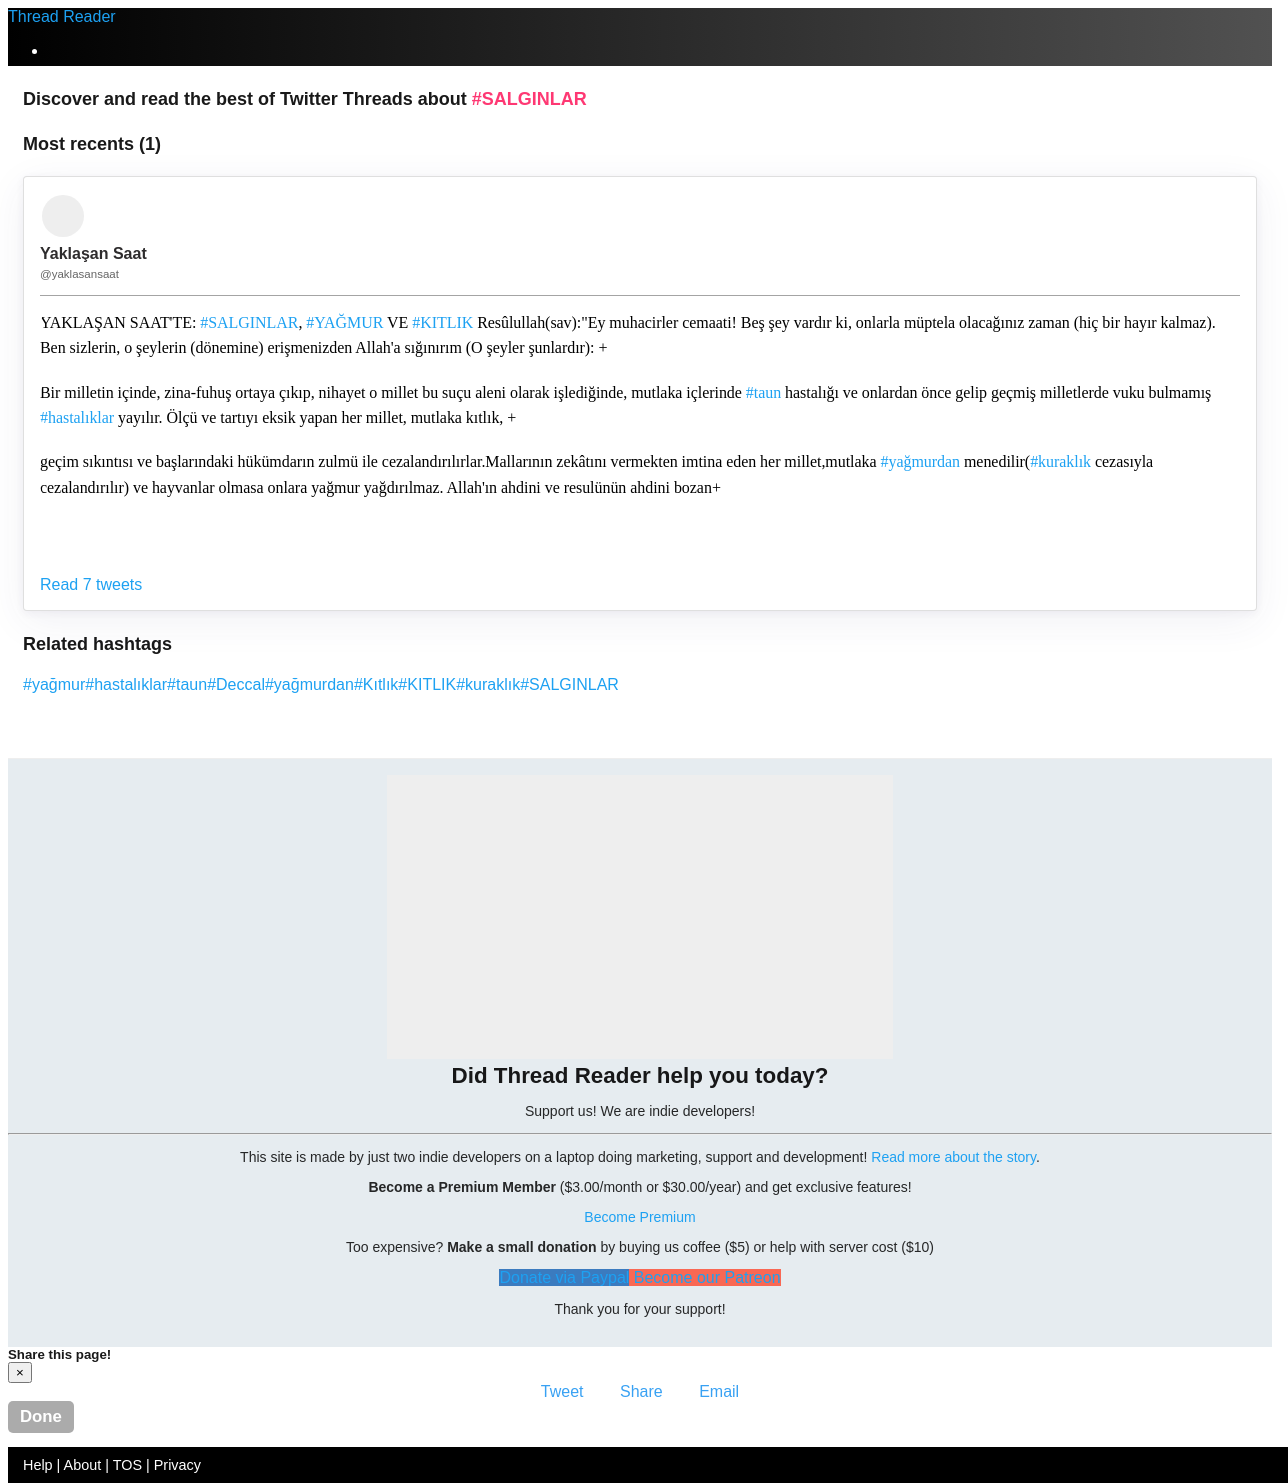 Thread Reader
Discover and read the best of Twitter Threads about #SALGINLAR
Most recents (1)
Yaklaşan Saat
@yaklasansaat
YAKLAŞAN SAAT'TE: #SALGINLAR, #YAĞMUR VE #KITLIK Resûlullah(sav):"Ey muhacirler cemaati! Beş şey vardır ki, onlarla müptela olacağınız zaman (hiç bir hayır kalmaz).
Ben sizlerin, o şeylerin (dönemine) erişmenizden Allah'a sığınırım (O şeyler şunlardır): +
Bir milletin içinde, zina-fuhuş ortaya çıkıp, nihayet o millet bu suçu aleni olarak işlediğinde, mutlaka içlerinde #taun hastalığı ve onlardan önce gelip geçmiş milletlerde vuku bulmamış
#hastalıklar yayılır. Ölçü ve tartıyı eksik yapan her millet, mutlaka kıtlık, +
geçim sıkıntısı ve başlarındaki hükümdarın zulmü ile cezalandırılırlar.Mallarının zekâtını vermekten imtina eden her millet,mutlaka #yağmurdan menedilir(#kuraklık cezasıyla
cezalandırılır) ve hayvanlar olmasa onlara yağmur yağdırılmaz. Allah'ın ahdini ve resulünün ahdini bozan+
Read 7 tweets
Related hashtags
#yağmur#hastalıklar#taun#Deccal#yağmurdan#Kıtlık#KITLIK#kuraklık#SALGINLAR
Did Thread Reader help you today?
Support us! We are indie developers!
This site is made by just two indie developers on a laptop doing marketing, support and development! Read more about the story.
Become a Premium Member ($3.00/month or $30.00/year) and get exclusive features!
Become Premium
Too expensive? Make a small donation by buying us coffee ($5) or help with server cost ($10)
Donate via Paypal Become our Patreon
Thank you for your support!
Share this page!
×
Tweet Share Email
Done
Help | About | TOS | Privacy